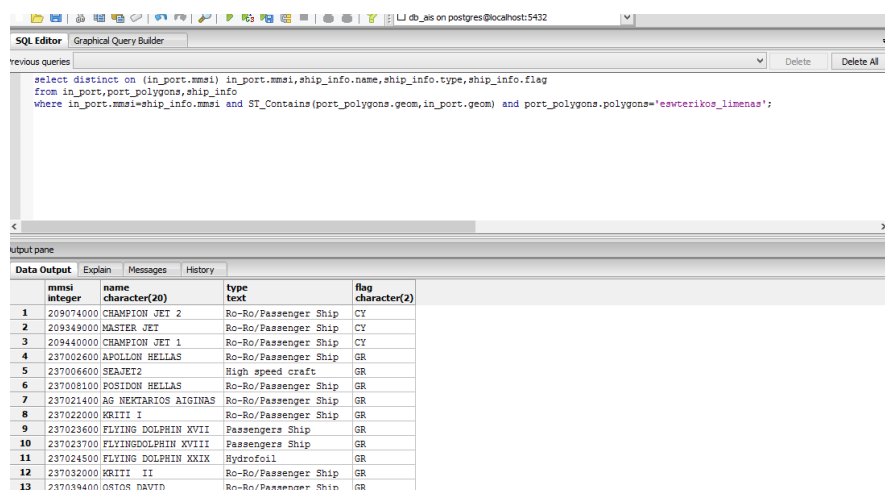 db_ais on postgres@localhost:5432
SQL Editor Graphical Query Builder
Previous queries Delete Delete All
select distinct on (in_port.mmsi) in_port.mmsi,ship_info.name,ship_info.type,ship_info.flag
from in_port,port_polygons,ship_info
where in_port.mmsi=ship_info.mmsi and ST_Contains(port_polygons.geom,in_port.geom) and port_polygons.polygons='eswterikos_limenas';
utput pane
Data Output Explain Messages History
mmsi name type flag
integer character(20) text character(2)
1 209074000 CHAMPION JET 2 Ro-Ro/Passenger Ship CY
2 209349000 MASTER JET Ro-Ro/Passenger Ship CY
3 209440000 CHAMPION JET 1 Ro-Ro/Passenger Ship CY
4 237002600 APOLLON HELLAS Ro-Ro/Passenger Ship GR
5 237006600 SEAJET2 High speed craft GR
6 237008100 POSIDON HELLAS Ro-Ro/Passenger Ship GR
7 237021400 AG NEKTARIOS AIGINAS Ro-Ro/Passenger Ship GR
8 237022000 KRITI I Ro-Ro/Passenger Ship GR
9 237023600 FLYING DOLPHIN XVII Passengers Ship GR
10 237023700 FLYINGDOLPHIN XVIII Passengers Ship GR
11 237024500 FLYING DOLPHIN XXIX Hydrofoil GR
12 237032000 KRITI II Ro-Ro/Passenger Ship GR
13 237039400 OSIOS DAVID Ro-Ro/Passenger Ship GR